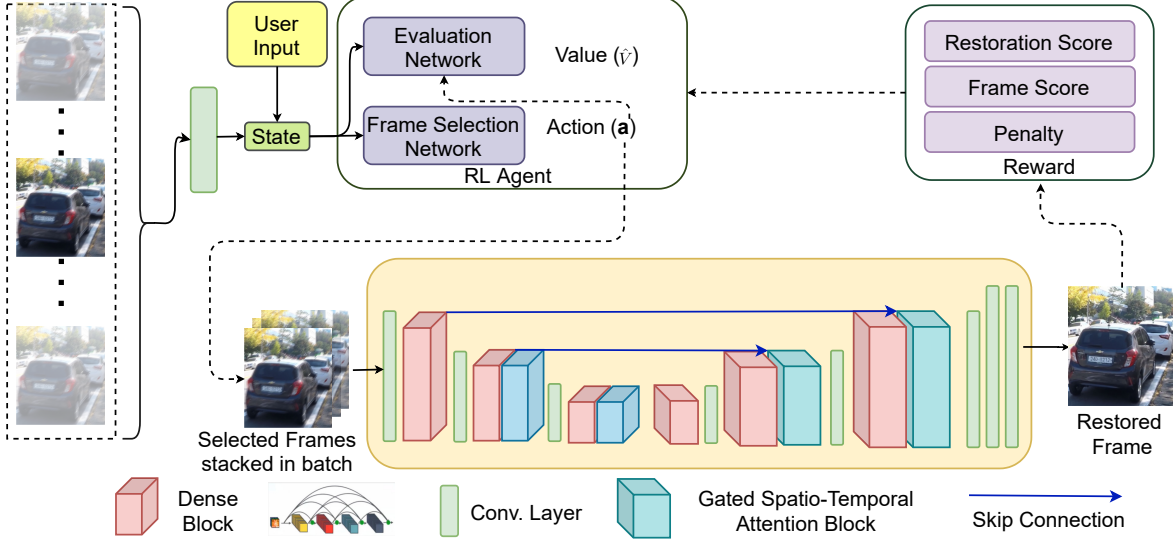 User
Input
State
Evaluation
Network
Value (V̂)
Frame Selection
Network
Action (a)
RL Agent
Restoration Score
Frame Score
Penalty
Reward
Selected Frames
stacked in batch
Restored
Frame
Dense
Block
Conv. Layer
Gated Spatio-Temporal
Attention Block
Skip Connection